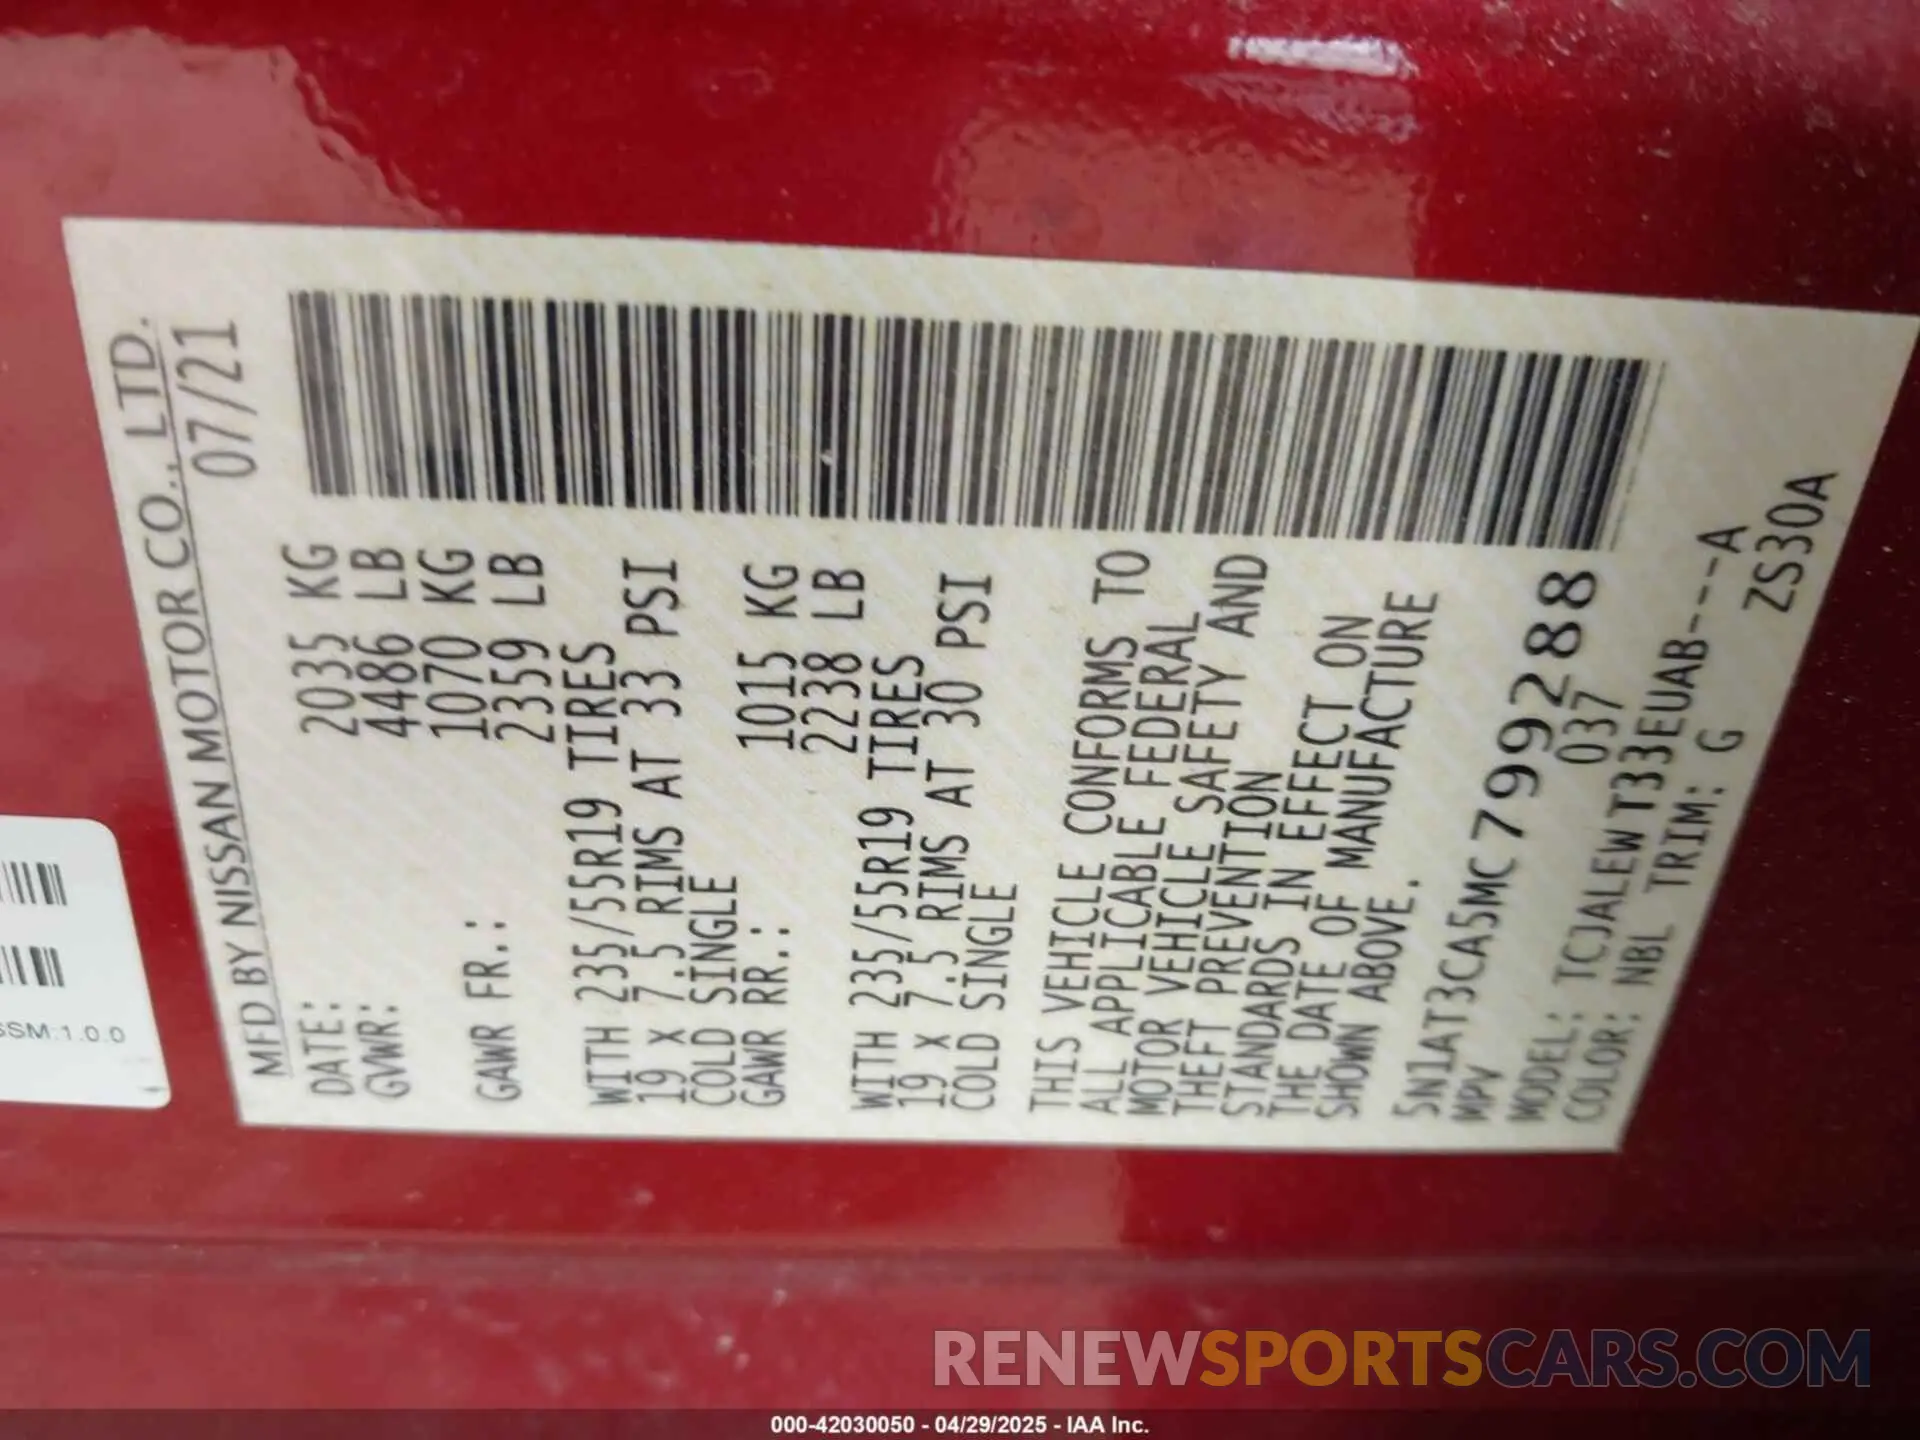 MFD BY NISSAN MOTOR CO., LTD.
DATE: 07/21
GVWR: 2035 KG
4486 LB
GAWR FR.: 1070 KG
2359 LB
WITH 235/55R19 TIRES
19 X 7.5 RIMS AT 33 PSI
COLD SINGLE
GAWR RR.: 1015 KG
2238 LB
WITH 235/55R19 TIRES
19 X 7.5 RIMS AT 30 PSI
COLD SINGLE
THIS VEHICLE CONFORMS TO
ALL APPLICABLE FEDERAL
MOTOR VEHICLE SAFETY AND
THEFT PREVENTION
STANDARDS IN EFFECT ON
THE DATE OF MANUFACTURE
SHOWN ABOVE.
5N1AT3CA5MC799288
MPV 037
MODEL: TCJALEWT33EUAB---A
COLOR: NBL TRIM: G ZS30A
SSM:1.0.0
RENEWSPORTSCARS.COM
000-42030050 - 04/29/2025 - IAA Inc.